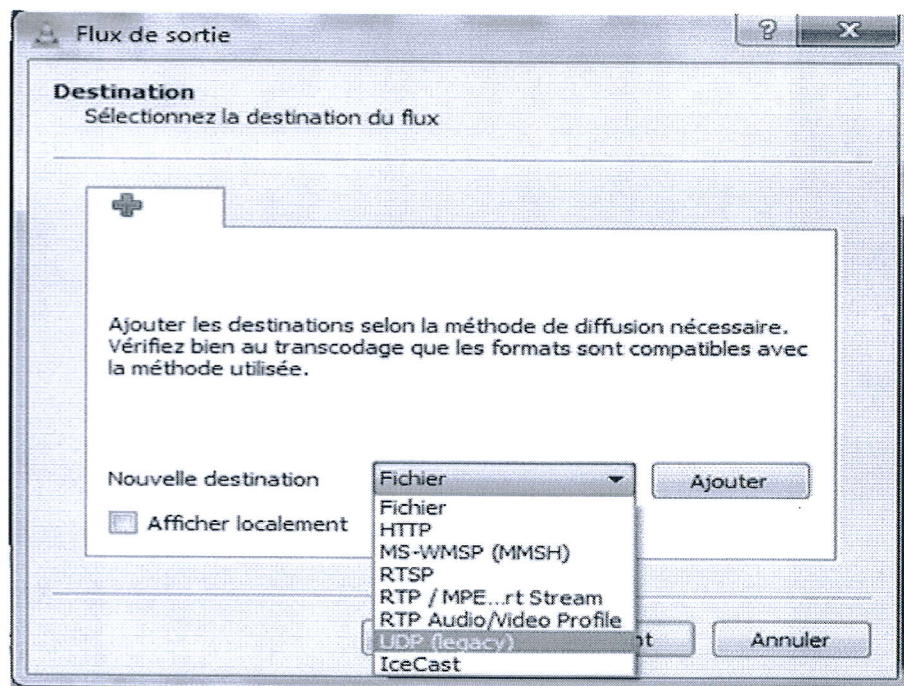 Flux de sortie
Destination
Sélectionnez la destination du flux
Ajouter les destinations selon la méthode de diffusion nécessaire.
Vérifiez bien au transcodage que les formats sont compatibles avec
la méthode utilisée.
Nouvelle destination
Fichier
Ajouter
Afficher localement
Fichier
HTTP
MS-WMSP (MMSH)
RTSP
RTP / MPE...rt Stream
RTP Audio/Video Profile
UDP (legacy)
IceCast
Annuler